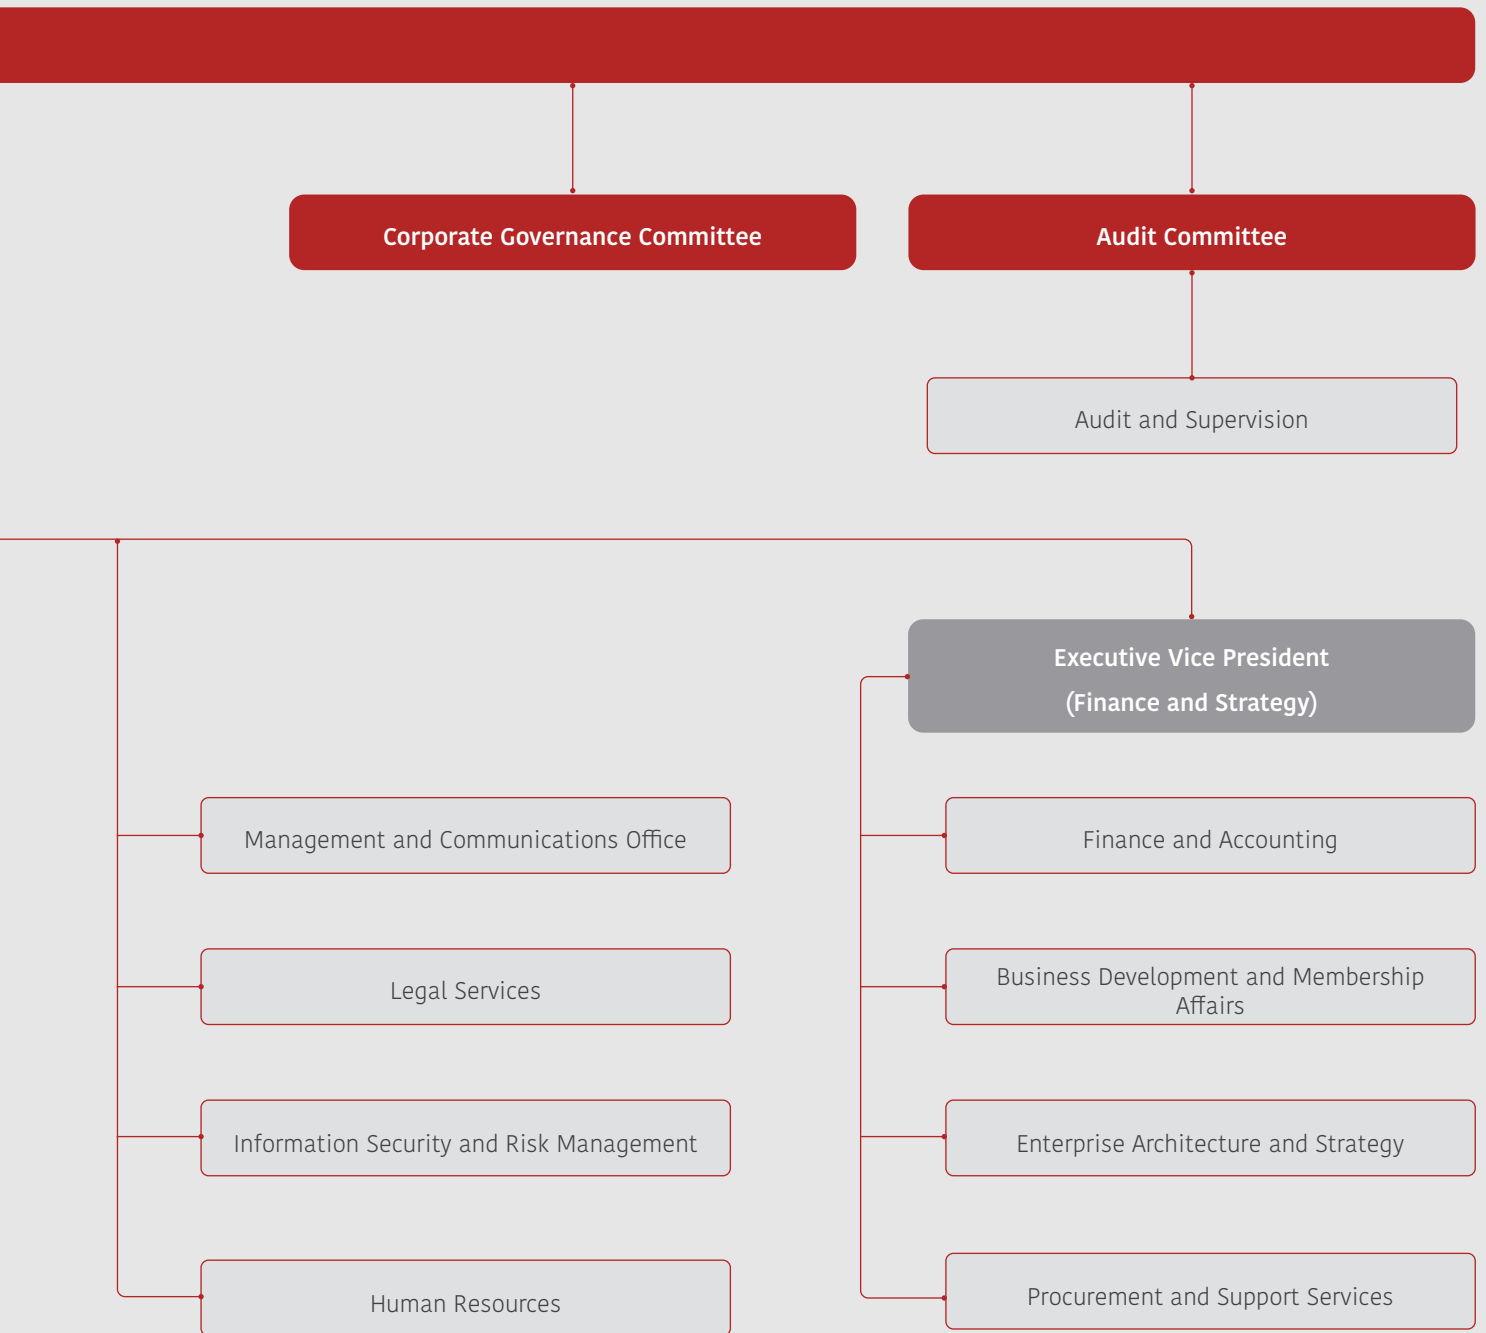 Corporate Governance Committee
Audit Committee
Audit and Supervision
Executive Vice President
(Finance and Strategy)
Management and Communications Office
Finance and Accounting
Legal Services
Business Development and Membership
Affairs
Information Security and Risk Management
Enterprise Architecture and Strategy
Human Resources
Procurement and Support Services